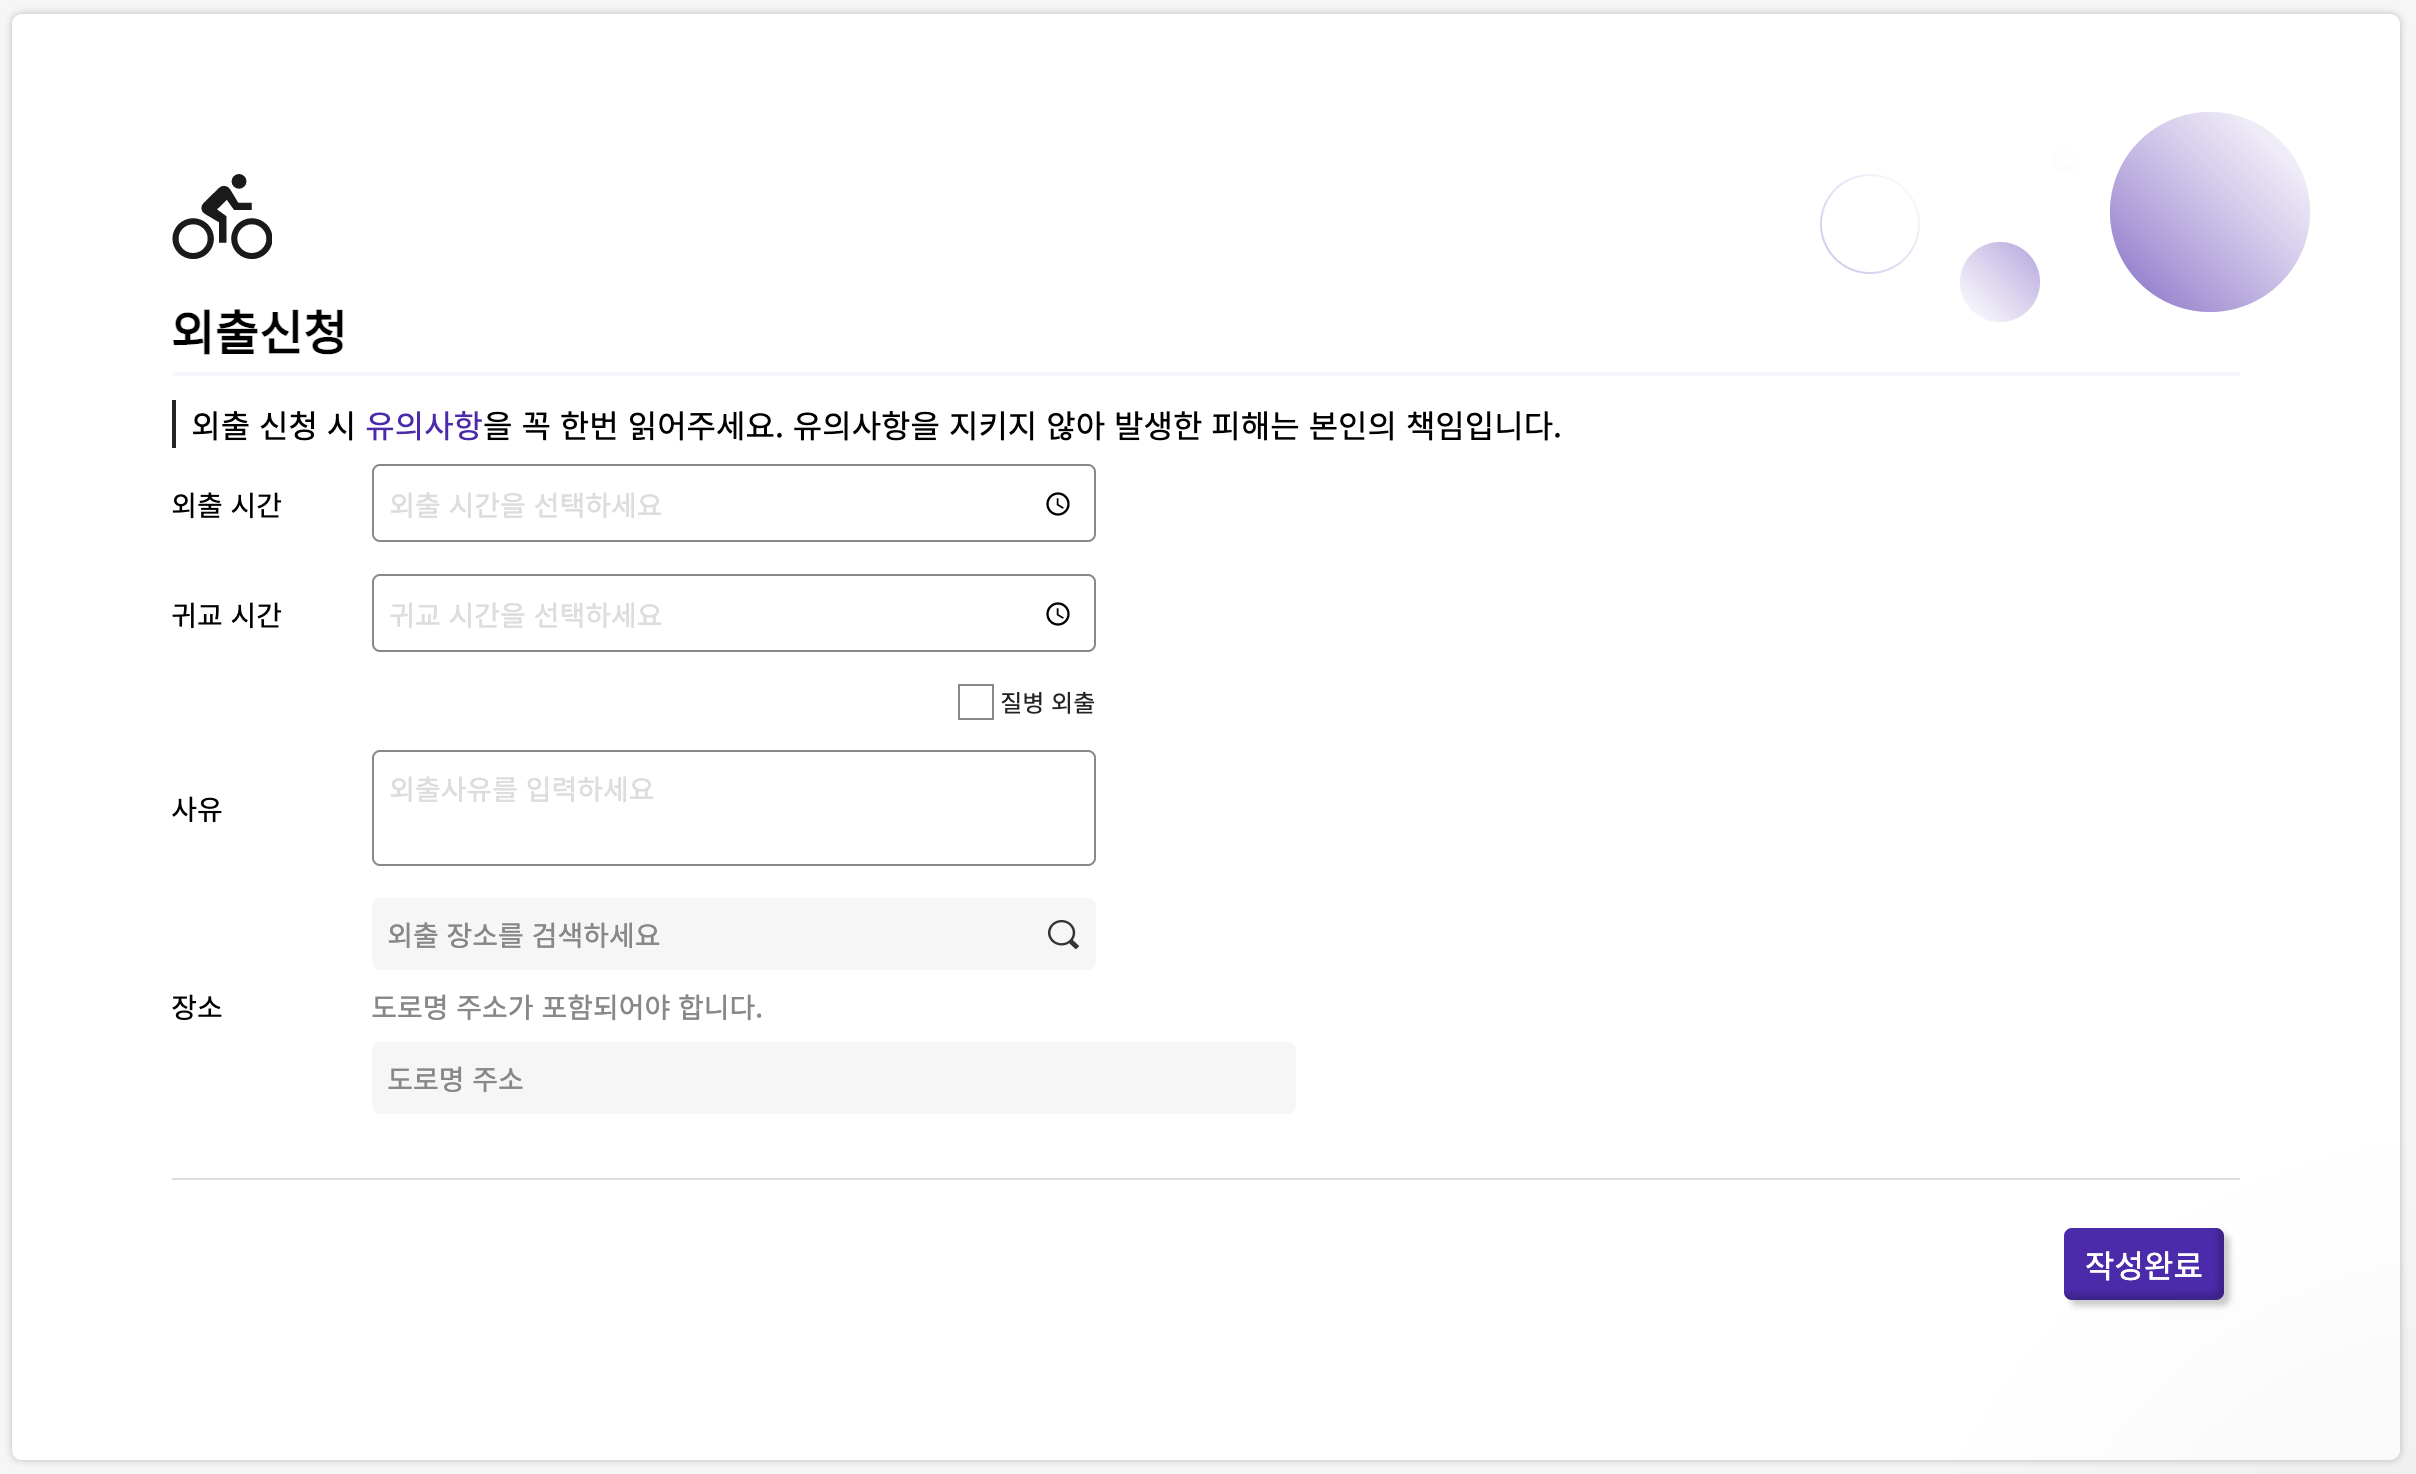 외출신청
외출 신청 시 유의사항을 꼭 한번 읽어주세요. 유의사항을 지키지 않아 발생한 피해는 본인의 책임입니다.
외출 시간
외출 시간을 선택하세요
귀교 시간
귀교 시간을 선택하세요
질병 외출
사유
외출사유를 입력하세요
외출 장소를 검색하세요
장소
도로명 주소가 포함되어야 합니다.
도로명 주소
작성완료